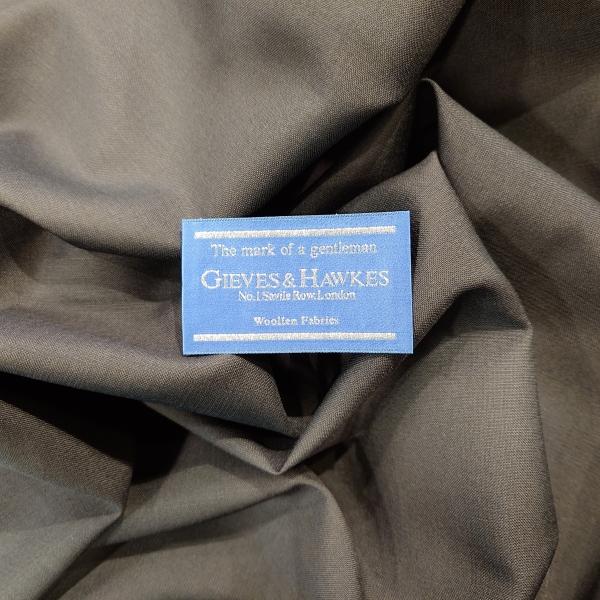 The mark of a gentleman
GIEVES & HAWKES
No.1 Savile Row. London
Woollen Fabrics